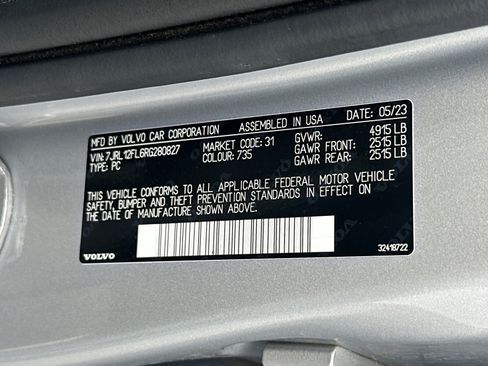 MFD BY VOLVO CAR CORPORATION ASSEMBLED IN USA DATE: 05/23
VIN: 7JRL12FL6RG280827 MARKET CODE: 31 GVWR: 4915 LB
TYPE: PC COLOUR: 735 GAWR FRONT: 2515 LB
GAWR REAR: 2515 LB
THIS VEHICLE CONFORMS TO ALL APPLICABLE FEDERAL MOTOR VEHICLE
SAFETY, BUMPER AND THEFT STANDARDS IN EFFECT ON
THE DATE OF MANUFACTURE SHOWN ABOVE.
VOLVO 32418722